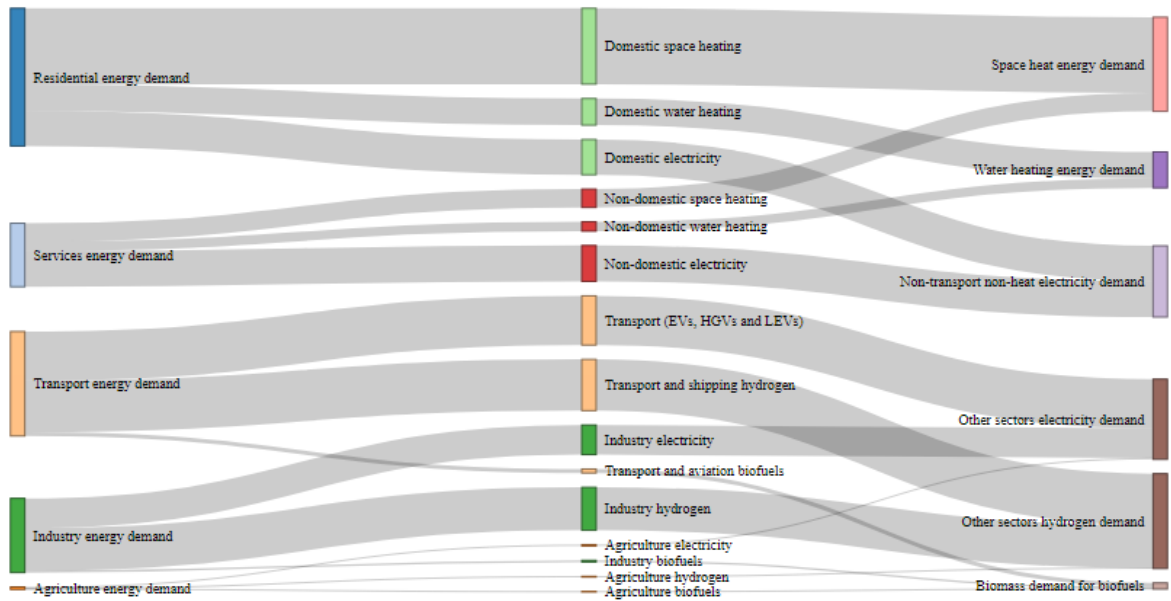 Residential energy demand
Services energy demand
Transport energy demand
Industry energy demand
Agriculture energy demand
Domestic space heating
Domestic water heating
Domestic electricity
Non-domestic space heating
Non-domestic water heating
Non-domestic electricity
Transport (EVs, HGVs and LEVs)
Transport and shipping hydrogen
Industry electricity
Transport and aviation biofuels
Industry hydrogen
Agriculture electricity
Industry biofuels
Agriculture hydrogen
Agriculture biofuels
Space heat energy demand
Water heating energy demand
Non-transport non-heat electricity demand
Other sectors electricity demand
Other sectors hydrogen demand
Biomass demand for biofuels